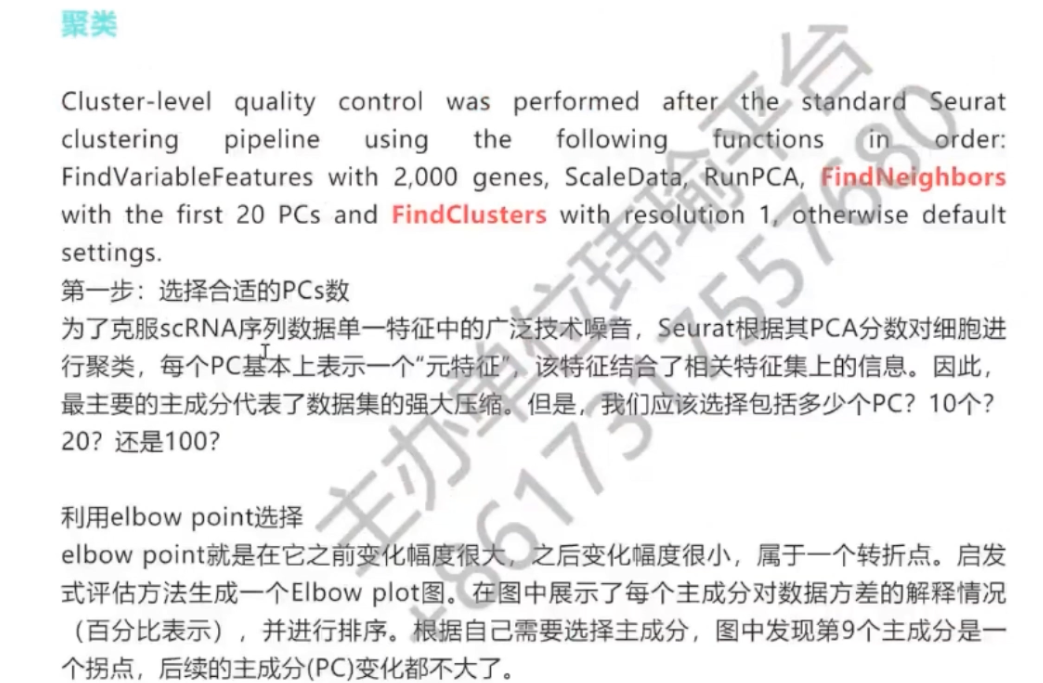 聚类
Cluster-level quality control was performed after the standard Seurat
clustering pipeline using the following functions in order:
FindVariableFeatures with 2,000 genes, ScaleData, RunPCA, FindNeighbors
with the first 20 PCs and FindClusters with resolution 1, otherwise default
settings.
第一步：选择合适的PCs数
为了克服scRNA序列数据单一特征中的广泛技术噪音，Seurat根据其PCA分数对细胞进
行聚类，每个PC基本上表示一个“元特征”，该特征结合了相关特征集上的信息。因此，
最主要的主成分代表了数据集的强大压缩。但是，我们应该选择包括多少个PC？10个？
20？还是100？
利用elbow point选择
elbow point就是在它之前变化幅度很大，之后变化幅度很小，属于一个转折点。启发
式评估方法生成一个Elbow plot图。在图中展示了每个主成分对数据方差的解释情况
（百分比表示），并进行排序。根据自己需要选择主成分，图中发现第9个主成分是一
个拐点，后续的主成分(PC)变化都不大了。
主办单位玮瑜平台
+8617317557680